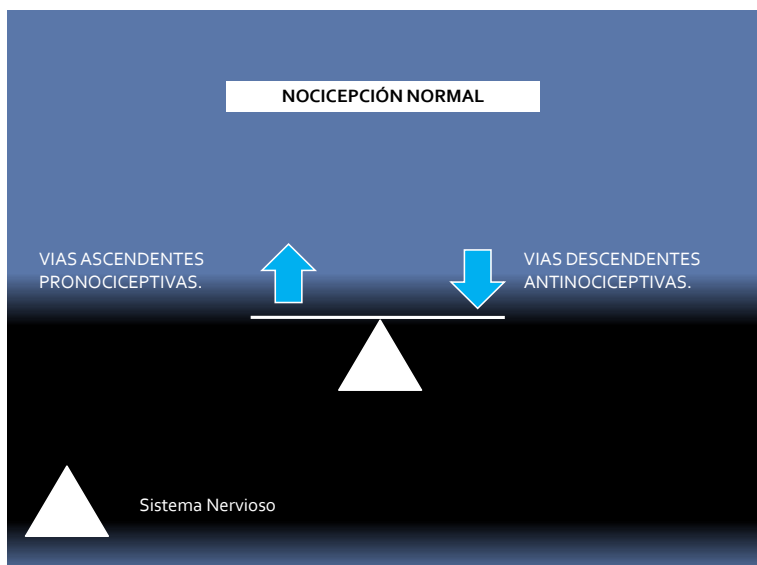 NOCICEPCIÓN NORMAL
VIAS ASCENDENTES
PRONOCICEPTIVAS.
VIAS DESCENDENTES
ANTINOCICEPTIVAS.
Sistema Nervioso